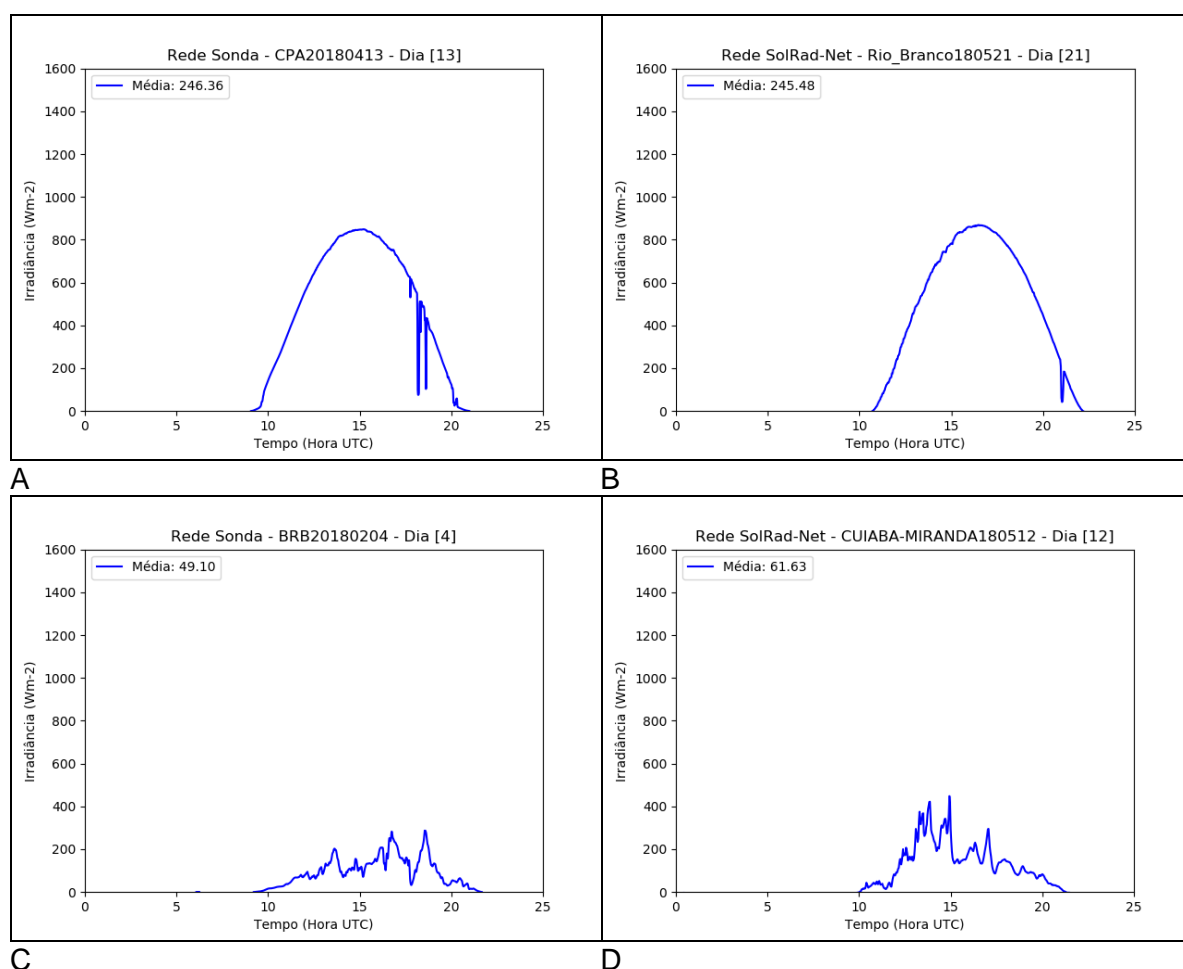 Rede Sonda - CPA20180413 - Dia [13]
Média: 246.36
1600
1400
1200
1000
800
600
400
200
0
Irradiância (Wm-2)
0 5 10 15 20 25
Tempo (Hora UTC)
A
Rede SolRad-Net - Rio_Branco180521 - Dia [21]
Média: 245.48
1600
1400
1200
1000
800
600
400
200
0
Irradiância (Wm-2)
0 5 10 15 20 25
Tempo (Hora UTC)
B
Rede Sonda - BRB20180204 - Dia [4]
Média: 49.10
1600
1400
1200
1000
800
600
400
200
0
Irradiância (Wm-2)
0 5 10 15 20 25
Tempo (Hora UTC)
C
Rede SolRad-Net - CUIABA-MIRANDA180512 - Dia [12]
Média: 61.63
1600
1400
1200
1000
800
600
400
200
0
Irradiância (Wm-2)
0 5 10 15 20 25
Tempo (Hora UTC)
D